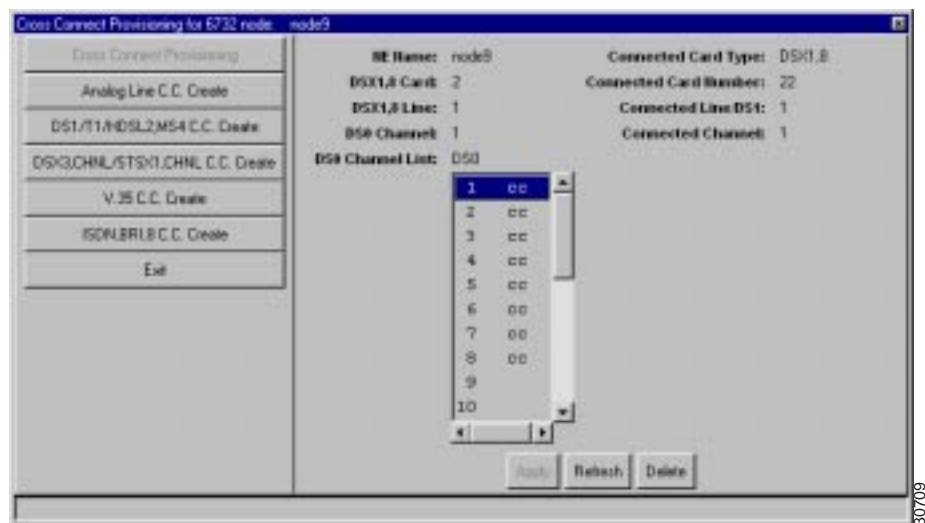 Cross Connect Provisioning for 6732 node: node9
Cross Connect Provisioning
Analog Line C.C. Create
DS1/T1/HDSL2,MS4 C.C. Create
DSX3,CHNL/STSX1,CHNL C.C. Create
V.35 C.C. Create
ISDN,BRI,8 C.C. Create
Exit
NE Name: node9
DSX1,8 Card: 2
DSX1,8 Line: 1
DS0 Channel: 1
DS0 Channel List: DS0
Connected Card Type: DSX1,8
Connected Card Number: 22
Connected Line DS1: 1
Connected Channel: 1
1 cc
2 cc
3 cc
4 cc
5 cc
6 cc
7 cc
8 cc
9
10
Apply Refresh Delete
30709